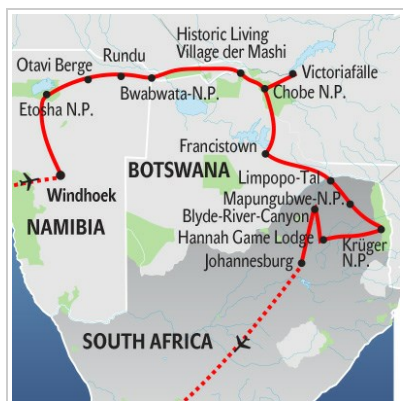 Historic Living
Village der Mashi
Rundu
Otavi Berge
Victoriafälle
Etosha N.P.
Bwabwata-N.P.
Chobe N.P.
Francistown
BOTSWANA
Limpopo-Tal
Windhoek
Mapungubwe-N.P.
Blyde-River-Canyon
NAMIBIA
Hannah Game Lodge
Krüger
N.P.
Johannesburg
SOUTH AFRICA